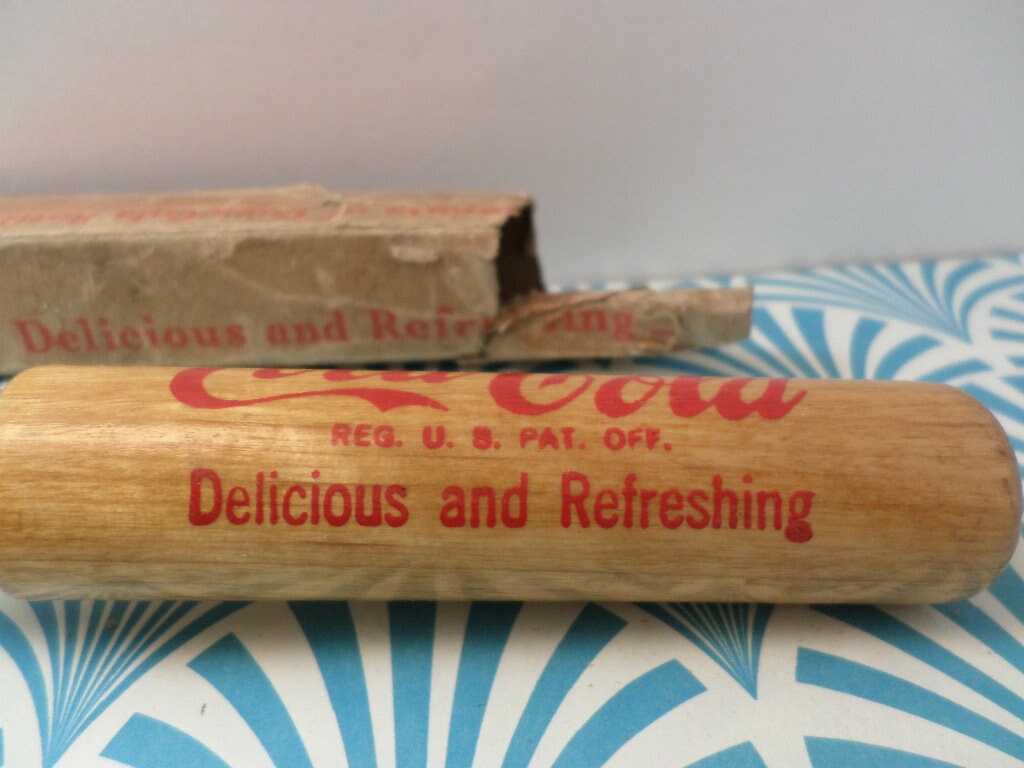 Delicious and Refreshing
Coca-Cola
REG. U. S. PAT. OFF.
Delicious and Refreshing